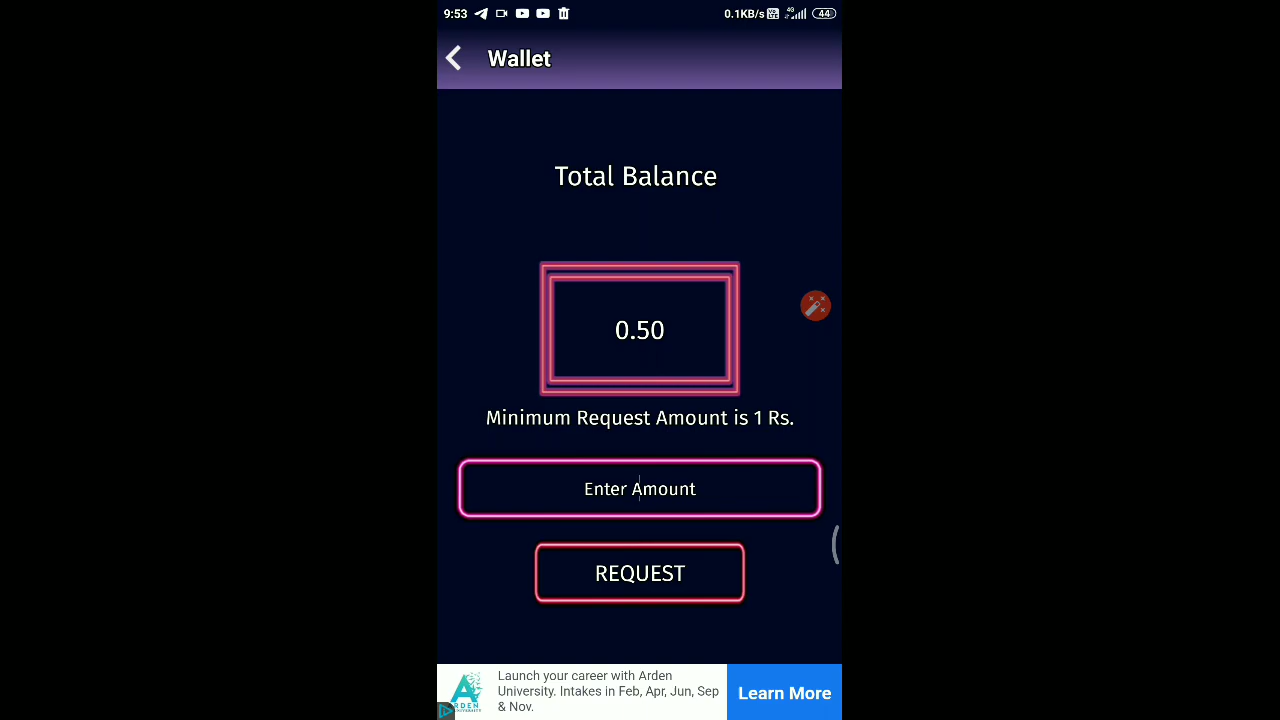 9:53
0.1KB/s 4G 44
Wallet
Total Balance
0.50
Minimum Request Amount is 1 Rs.
Enter Amount
REQUEST
Launch your career with Arden
University. Intakes in Feb, Apr, Jun, Sep
& Nov.
Learn More